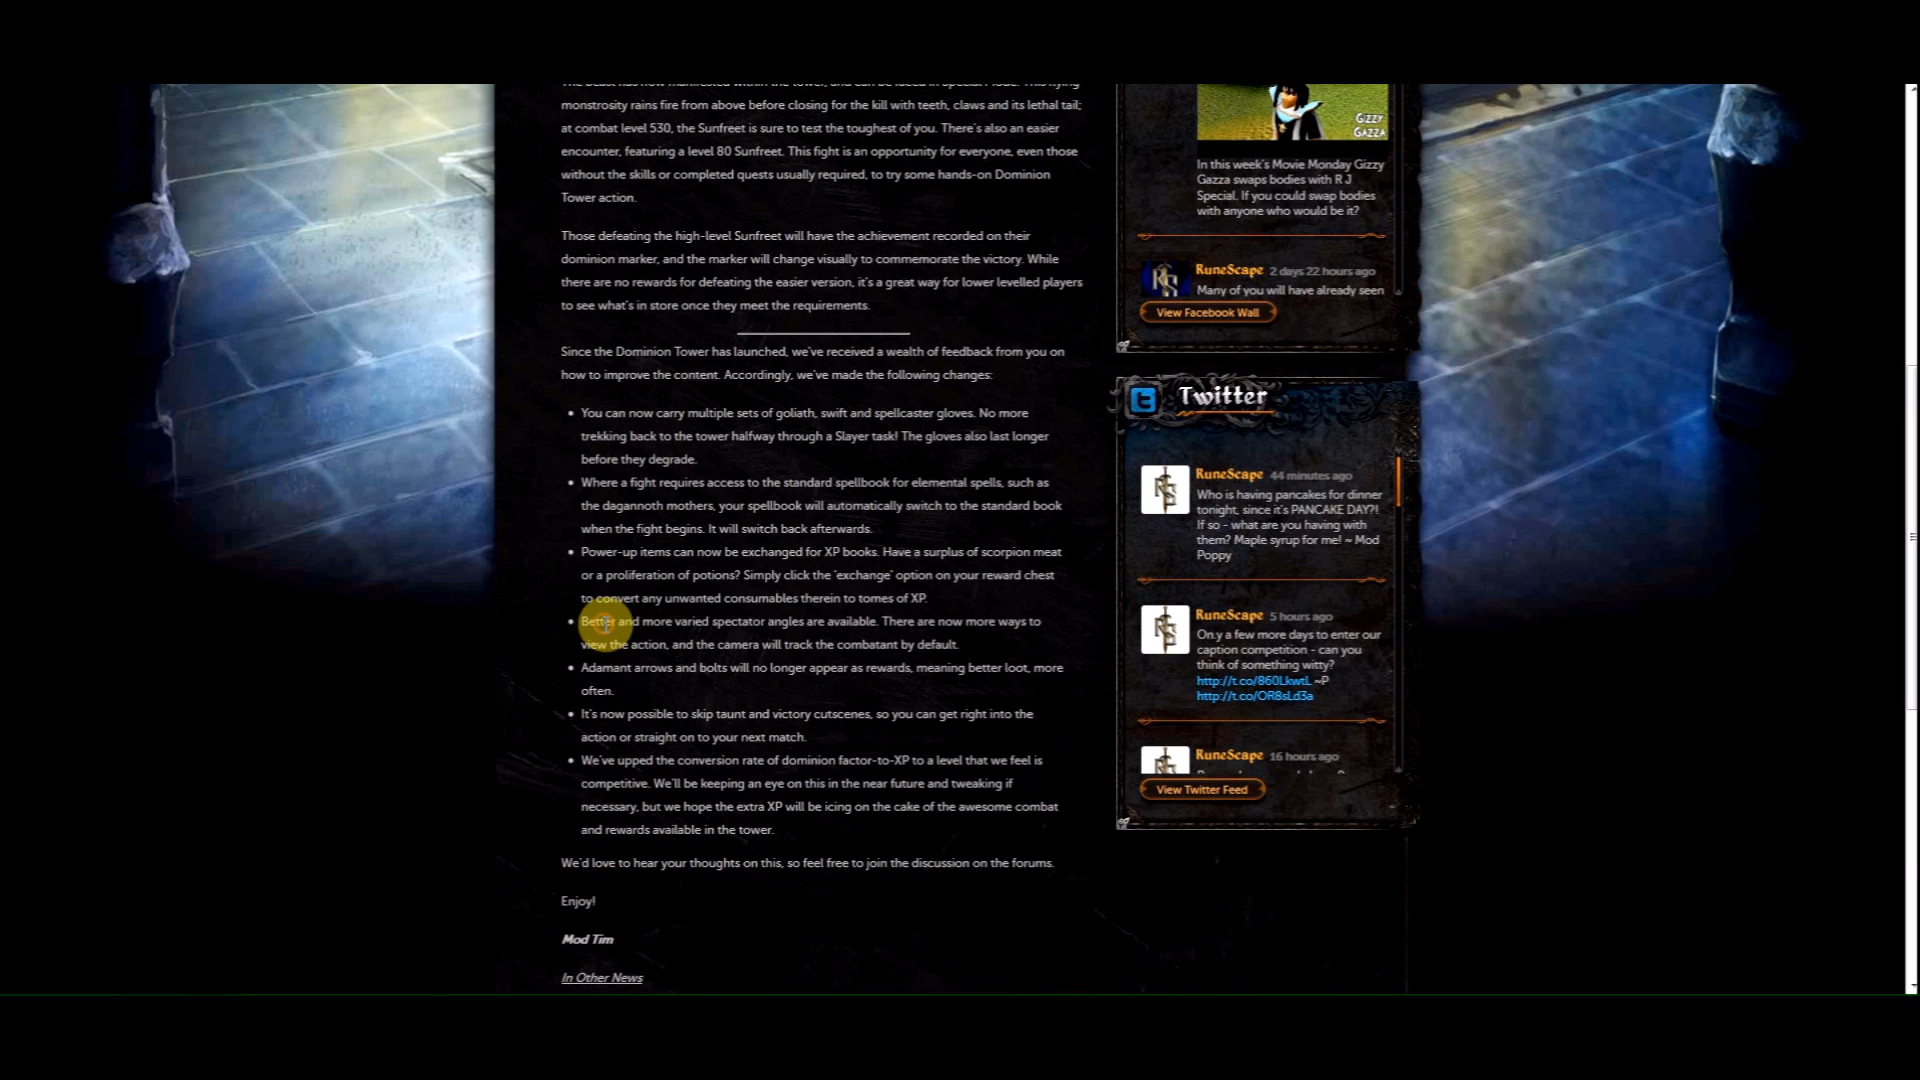 monstrosity rains fire from above before closing for the kill with teeth, claws and its lethal tail;
at combat level 530, the Sunfreet is sure to test the toughest of you. There's also an easier
encounter, featuring a level 80 Sunfreet. This fight is an opportunity for everyone, even those
without the skills or completed quests usually required, to try some hands-on Dominion
Tower action.
Those defeating the high-level Sunfreet will have the achievement recorded on their
dominion marker, and the marker will change visually to commemorate the victory. While
there are no rewards for defeating the easier version, it's a great way for lower levelled players
to see what's in store once they meet the requirements.
Since the Dominion Tower has launched, we've received a wealth of feedback from you on
how to improve the content. Accordingly, we've made the following changes:
• You can now carry multiple sets of goliath, swift and spellcaster gloves. No more
trekking back to the tower halfway through a Slayer task! The gloves also last longer
before they degrade.
• Where a fight requires access to the standard spellbook for elemental spells, such as
the dagannoth mothers, your spellbook will automatically switch to the standard book
when the fight begins. It will switch back afterwards.
• Power-up items can now be exchanged for XP books. Have a surplus of scorpion meat
or a proliferation of potions? Simply click the 'exchange' option on your reward chest
to convert any unwanted consumables therein to tomes of XP.
• Better and more varied spectator angles are available. There are now more ways to
view the action, and the camera will track the combatant by default.
• Adamant arrows and bolts will no longer appear as rewards, meaning better loot, more
often.
• It's now possible to skip taunt and victory cutscenes, so you can get right into the
action or straight on to your next match.
• We've upped the conversion rate of dominion factor-to-XP to a level that we feel is
competitive. We'll be keeping an eye on this in the near future and tweaking if
necessary, but we hope the extra XP will be icing on the cake of the awesome combat
and rewards available in the tower.
We'd love to hear your thoughts on this, so feel free to join the discussion on the forums.
Enjoy!
Mod Tim
In Other News
GIZZY
GAZZA
In this week's Movie Monday Gizzy
Gazza swaps bodies with R J
Special. If you could swap bodies
with anyone who would be it?
RuneScape 2 days 22 hours ago
Many of you will have already seen
View Facebook Wall
Twitter
RuneScape 44 minutes ago
Who is having pancakes for dinner
tonight, since it's PANCAKE DAY?!
If so - what are you having with
them? Maple syrup for me! ~ Mod
Poppy
RuneScape 5 hours ago
On.y a few more days to enter our
caption competition - can you
think of something witty?
http://t.co/860LkwtL ~P
http://t.co/OR8sLd3a
RuneScape 16 hours ago
View Twitter Feed